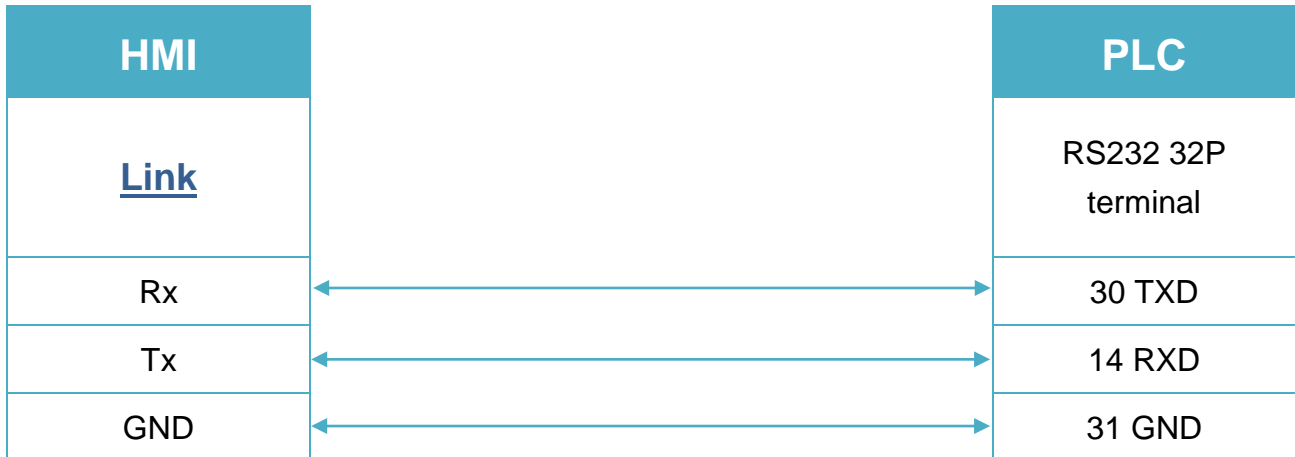 HMI
PLC
Link
RS232 32P
terminal
Rx
30 TXD
Tx
14 RXD
GND
31 GND